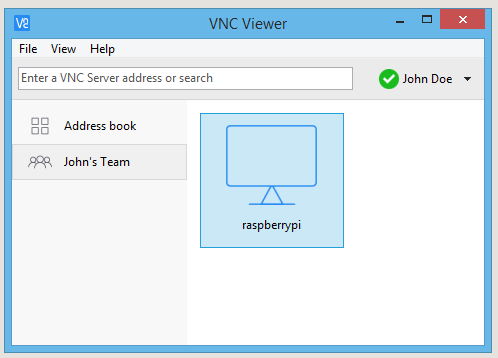 VNC Viewer
File View Help
Enter a VNC Server address or search
John Doe
Address book
John's Team
raspberrypi